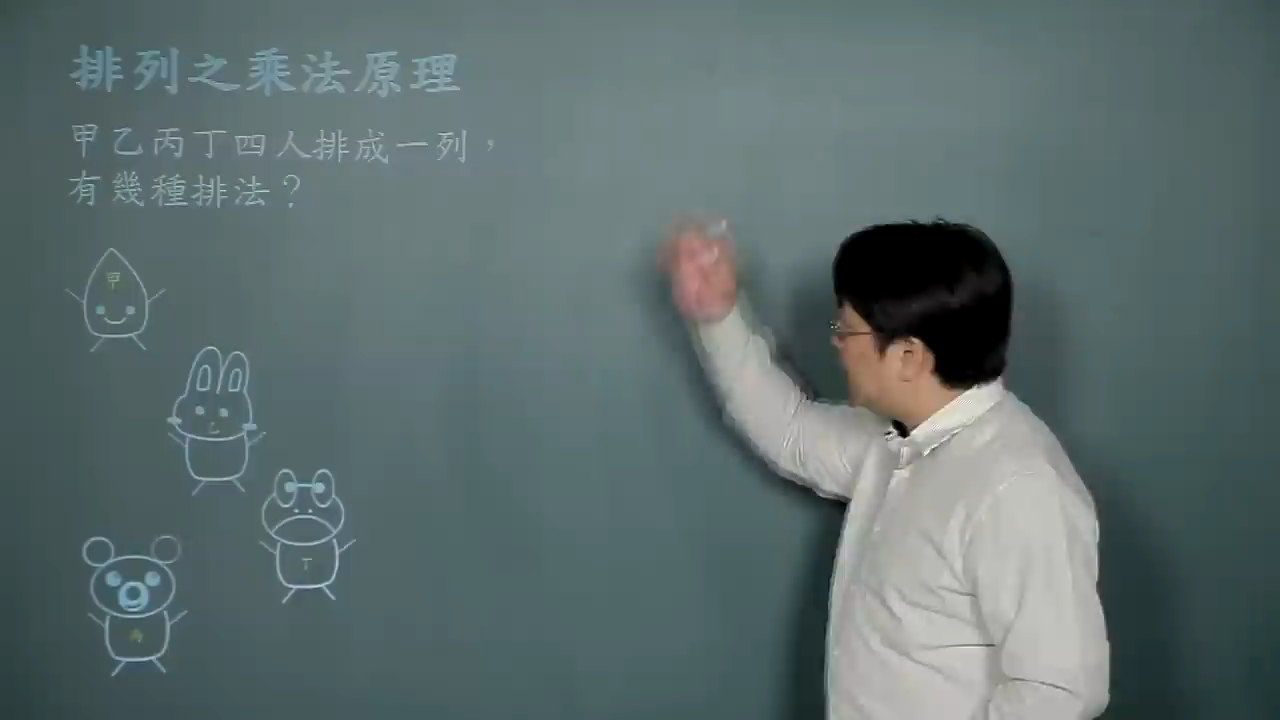 排列之乘法原理
甲乙丙丁四人排成一列，
有幾種排法？
甲
乙
丁
丙